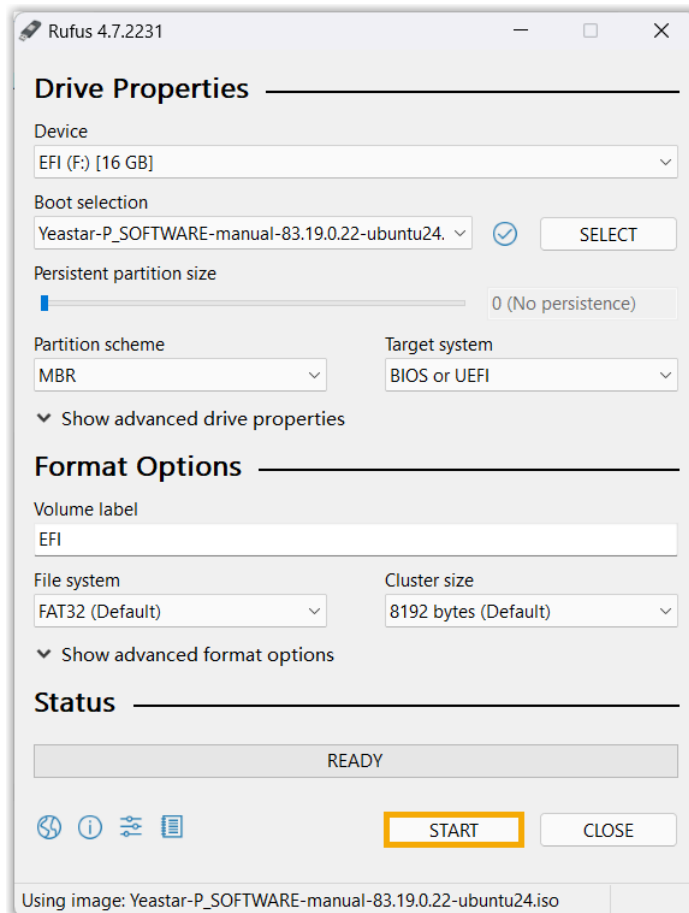 Rufus 4.7.2231
Drive Properties
Device
EFI (F:) [16 GB]
Boot selection
Yeastar-P_SOFTWARE-manual-83.19.0.22-ubuntu24. SELECT
Persistent partition size
0 (No persistence)
Partition scheme Target system
MBR BIOS or UEFI
Show advanced drive properties
Format Options
Volume label
EFI
File system Cluster size
FAT32 (Default) 8192 bytes (Default)
Show advanced format options
Status
READY
START CLOSE
Using image: Yeastar-P_SOFTWARE-manual-83.19.0.22-ubuntu24.iso